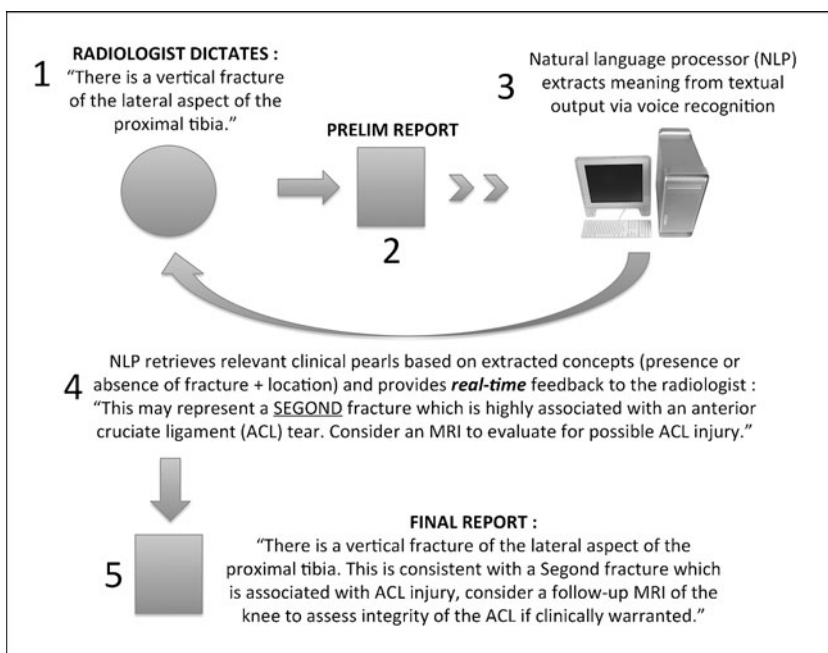 1
RADIOLOGIST DICTATES :
“There is a vertical fracture
of the lateral aspect of the
proximal tibia.”
PRELIM REPORT
2
3
Natural language processor (NLP)
extracts meaning from textual
output via voice recognition
4
NLP retrieves relevant clinical pearls based on extracted concepts (presence or
absence of fracture + location) and provides real-time feedback to the radiologist :
“This may represent a SEGOND fracture which is highly associated with an anterior
cruciate ligament (ACL) tear. Consider an MRI to evaluate for possible ACL injury.”
5
FINAL REPORT :
“There is a vertical fracture of the lateral aspect of the
proximal tibia. This is consistent with a Segond fracture which
is associated with ACL injury, consider a follow-up MRI of the
knee to assess integrity of the ACL if clinically warranted.”